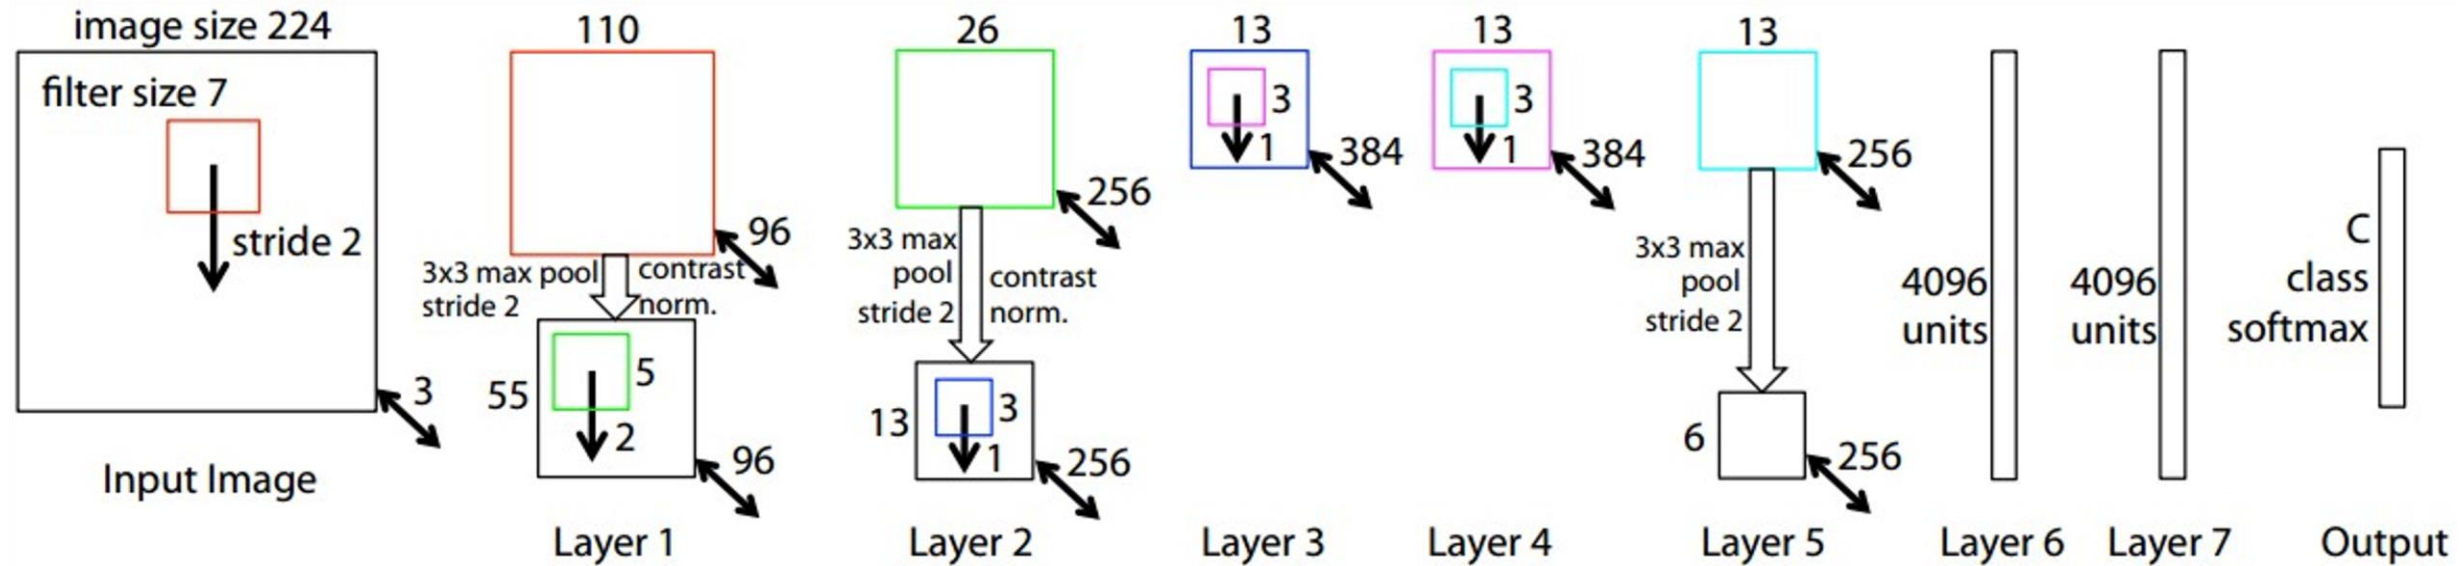 image size 224
filter size 7
stride 2
3
Input Image
110
96
3x3 max pool
stride 2
contrast
norm.
55
5
2
96
Layer 1
26
256
3x3 max
pool
stride 2
contrast
norm.
13
3
1
256
Layer 2
13
3
1
384
Layer 3
13
3
1
384
Layer 4
13
256
3x3 max
pool
stride 2
6
256
Layer 5
4096
units
Layer 6
4096
units
Layer 7
C
class
softmax
Output